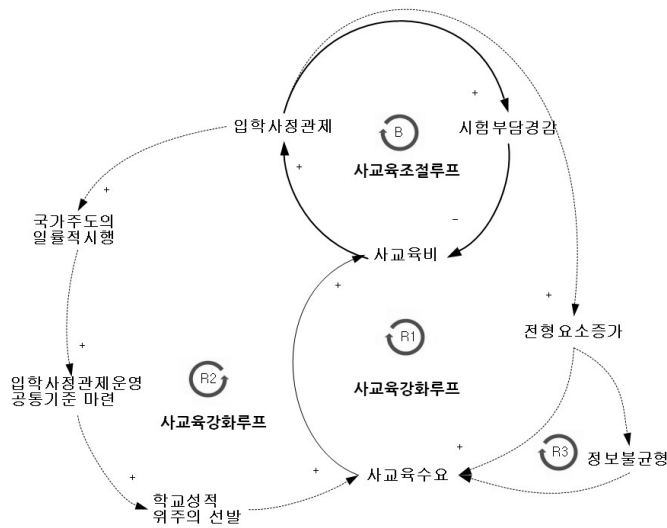 +
입학사정관제
B
시험부담경감
사교육조절루프
+
+
국가주도의
일률적시행
−
사교육비
+
+
전형요소증가
R1
+
R2
입학사정관제운영
공통기준 마련
사교육강화루프
사교육강화루프
+
R3
정보불균형
+
+
사교육수요
학교성적
위주의 선발